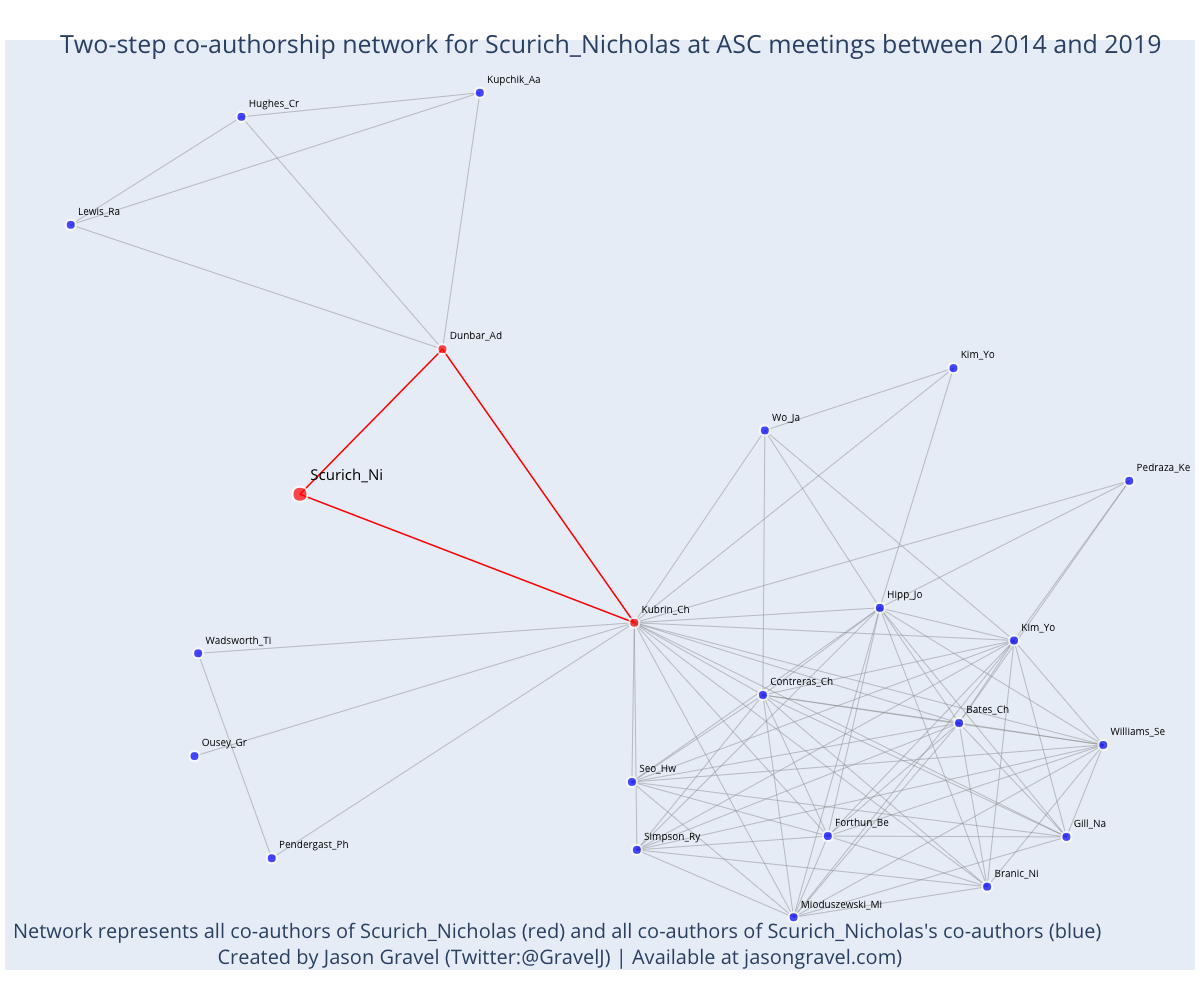 Two-step co-authorship network for Scurich_Nicholas at ASC meetings between 2014 and 2019
Kupchik_Aa
Hughes_Cr
Lewis_Ra
Dunbar_Ad
Kim_Yo
Wo_Ja
Pedraza_Ke
Scurich_Ni
Hipp_Jo
Kubrin_Ch
Kim_Yo
Wadsworth_Ti
Contreras_Ch
Bates_Ch
Williams_Se
Ousey_Gr
Seo_Hw
Forthun_Be
Gill_Na
Simpson_Ry
Pendergast_Ph
Branic_Ni
Mioduszewski_Mi
Network represents all co-authors of Scurich_Nicholas (red) and all co-authors of Scurich_Nicholas's co-authors (blue)
Created by Jason Gravel (Twitter:@GravelJ) | Available at jasongravel.com)